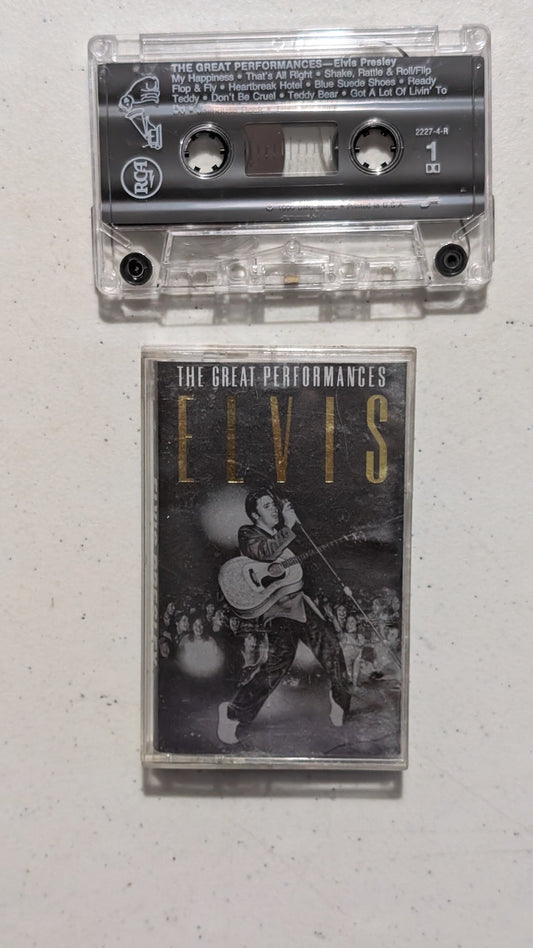 THE GREAT PERFORMANCES—Elvis Presley
My Happiness • That's All Right • Shake, Rattle & Roll/Flip
Flop & Fly • Heartbreak Hotel • Blue Suede Shoes • Ready
Teddy • Don't Be Cruel • Teddy Bear • Got A Lot Of Livin' To
2227-4-R
1
RCA
Printed in U.S.A.
THE GREAT PERFORMANCES
ELVIS